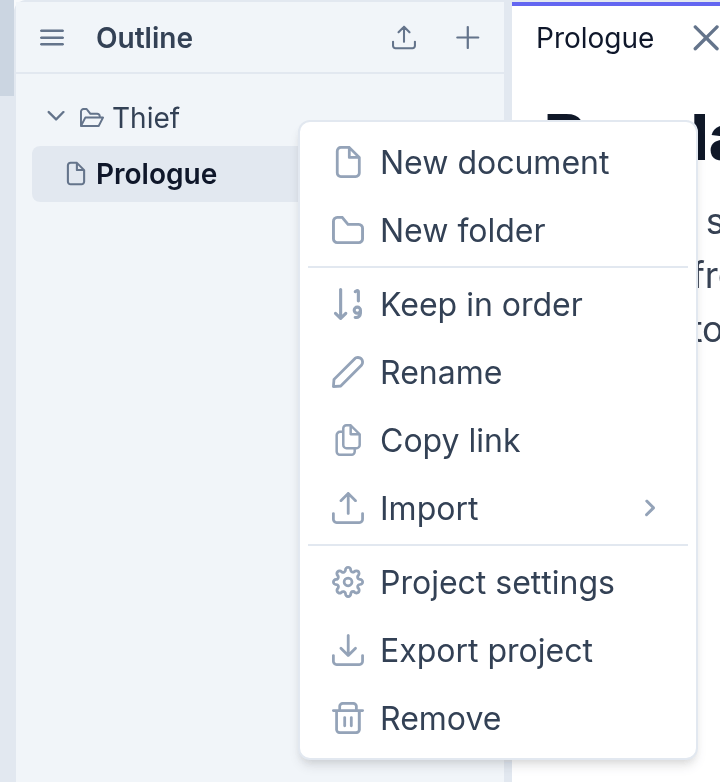 Outline
Prologue
Thief
Prologue
New document
New folder
Keep in order
Rename
Copy link
Import
Project settings
Export project
Remove